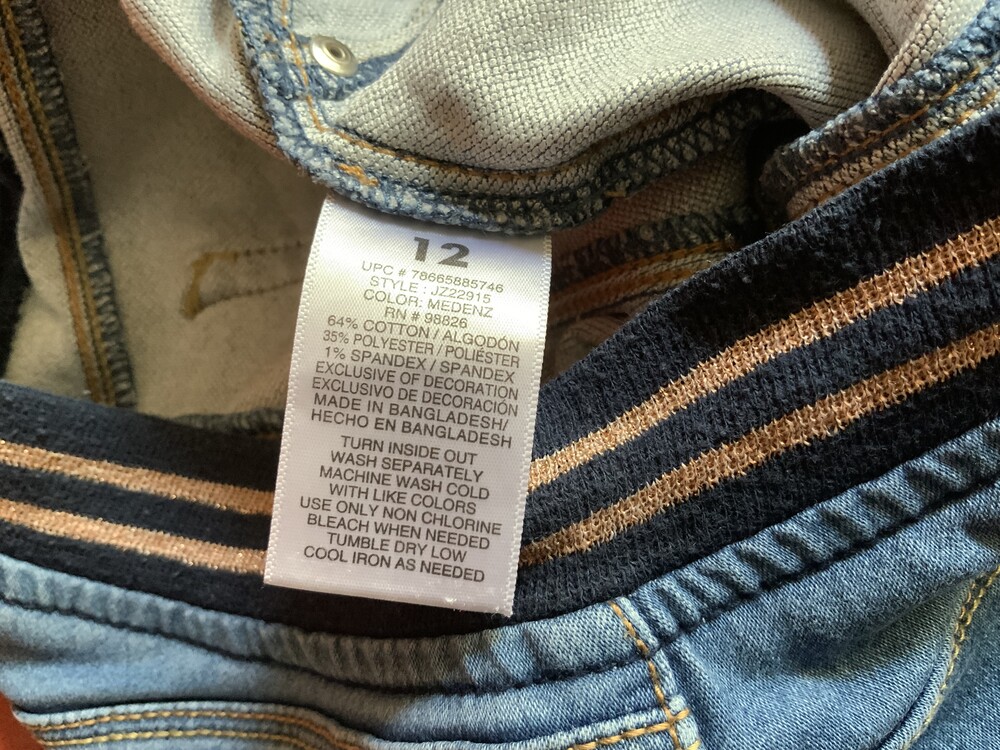 12
UPC # 78665885746
STYLE : JZ22915
COLOR: MEDENZ
RN # 98826
64% COTTON / ALGODÓN
35% POLYESTER / POLIÉSTER
1% SPANDEX / SPANDEX
EXCLUSIVE OF DECORATION
EXCLUSIVO DE DECORACIÓN
MADE IN BANGLADESH/
HECHO EN BANGLADESH
TURN INSIDE OUT
WASH SEPARATELY
MACHINE WASH COLD
WITH LIKE COLORS
USE ONLY NON CHLORINE
BLEACH WHEN NEEDED
TUMBLE DRY LOW
COOL IRON AS NEEDED